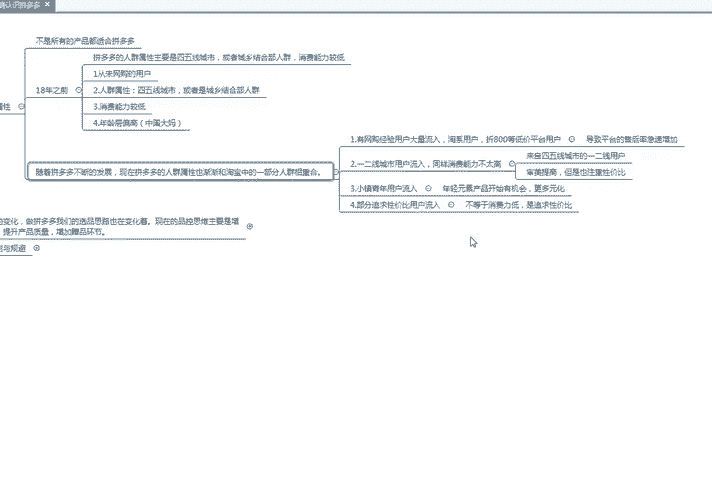 确认识拼多多
不是所有的产品都适合拼多多
拼多多的人群属性主要是四五线城市，或者城乡结合部人群，消费能力较低
1从未网购的用户
18年之前
2.人群属性：四五线城市，或者是城乡结合部人群
属性
3.消费能力较低
4.年龄层偏高（中国大妈）
1.有网购经验用户大量流入，淘系用户，折800等低价平台用户
导致平台的售后率急速增加
来自四五线城市的一二线用户
2.一二线城市用户流入，同样消费能力不太高
随着拼多多不断的发展，现在拼多多的人群属性也渐渐和淘宝中的一部分人群相重合。
审美提高，但是也注重性价比
3.小镇青年用户流入
年轻元素产品开始有机会，更多元化
4.部分追求性价比用户流入
不等于消费力低，是追求性价比
的变化，做拼多多我们的选品思路也在变化着。现在的品控思维主要是增
提升产品质量，增加赠品环节。
与规避